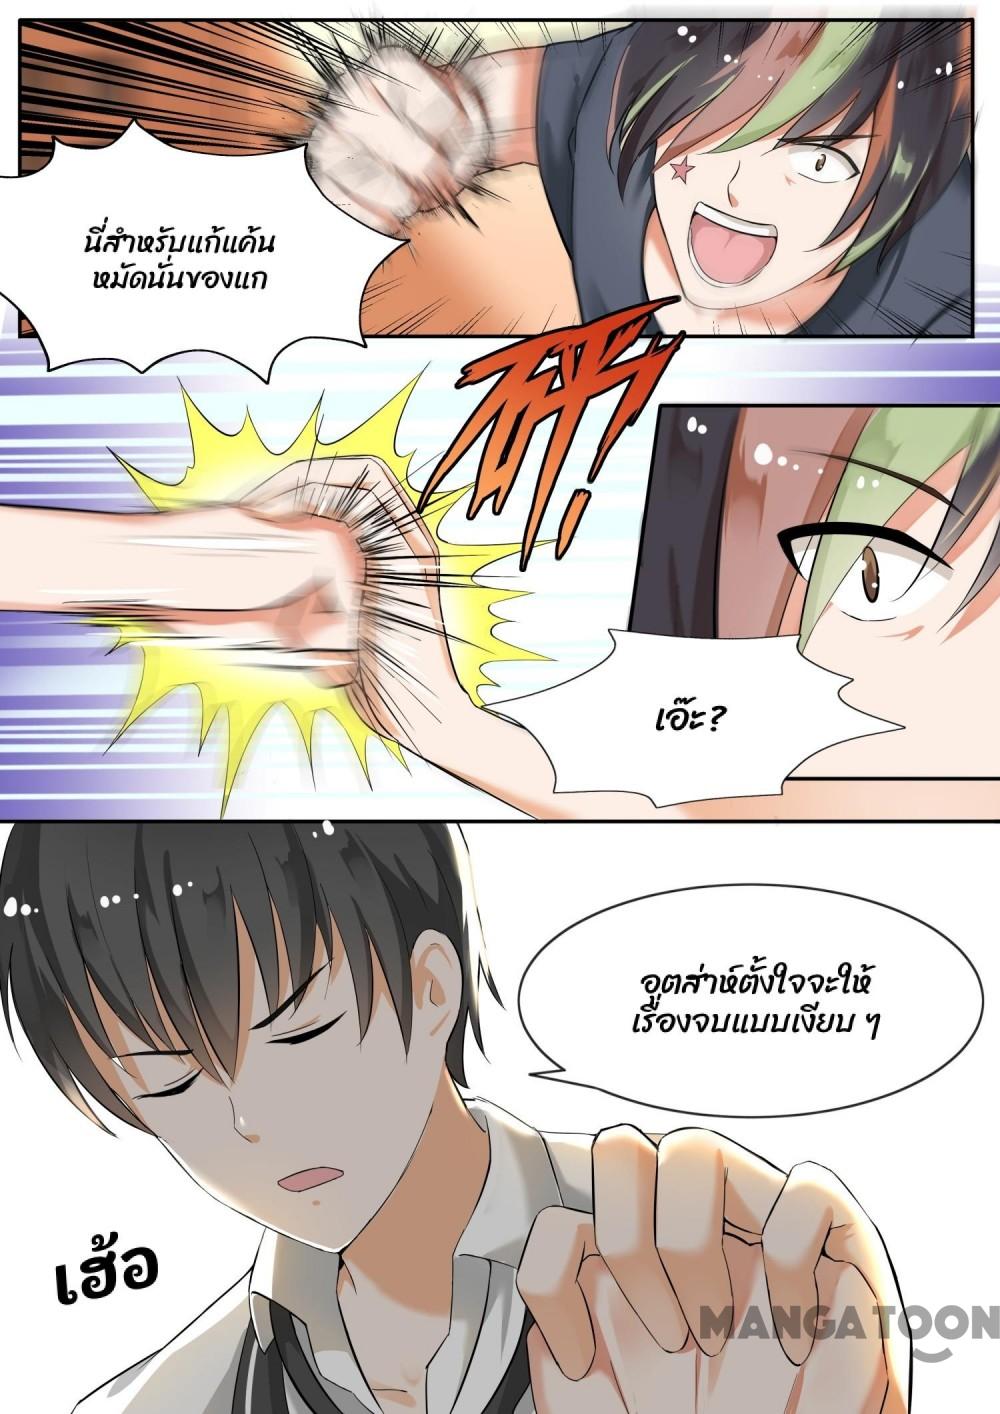 นี่สำหรับแก้แค้น
หมัดนั่นของแก
เอ๊ะ?
อุตส่าห์ตั้งใจจะให้
เรื่องจบแบบเงียบ ๆ
เฮ้อ
MANGATOON